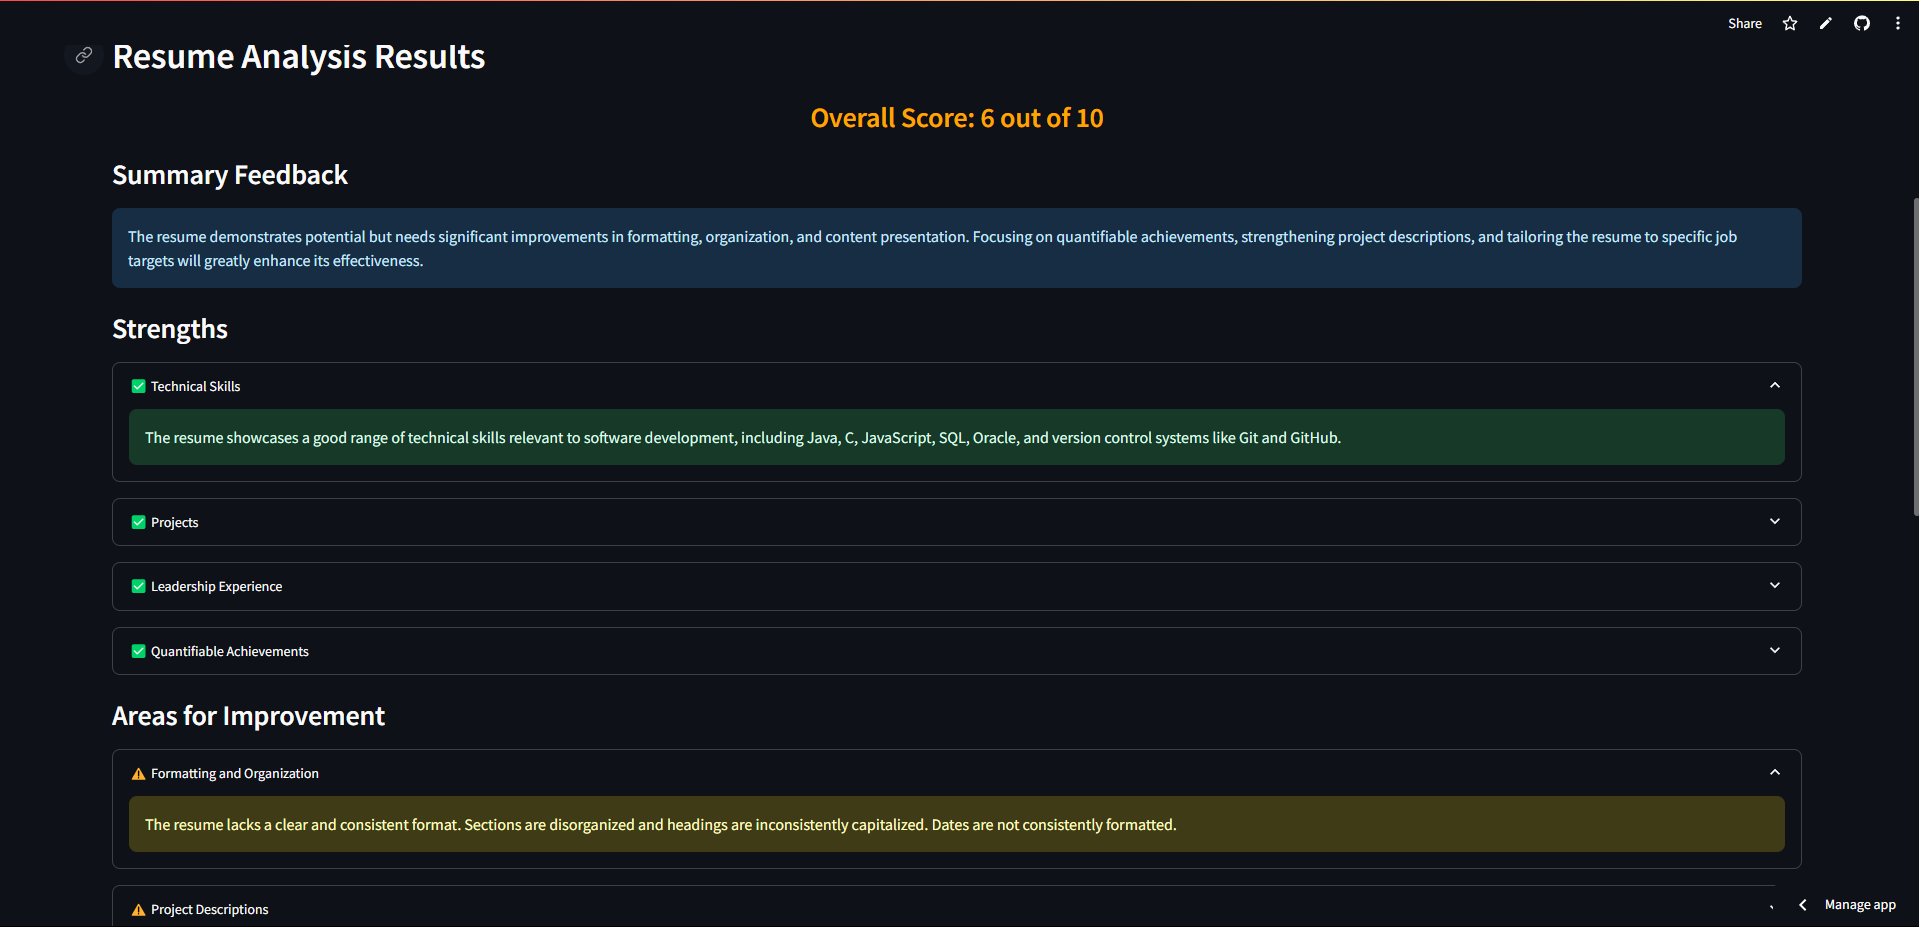 Share
Resume Analysis Results
Overall Score: 6 out of 10
Summary Feedback
The resume demonstrates potential but needs significant improvements in formatting, organization, and content presentation. Focusing on quantifiable achievements, strengthening project descriptions, and tailoring the resume to specific job
targets will greatly enhance its effectiveness.
Strengths
Technical Skills
The resume showcases a good range of technical skills relevant to software development, including Java, C, JavaScript, SQL, Oracle, and version control systems like Git and GitHub.
Projects
Leadership Experience
Quantifiable Achievements
Areas for Improvement
Formatting and Organization
The resume lacks a clear and consistent format. Sections are disorganized and headings are inconsistently capitalized. Dates are not consistently formatted.
Project Descriptions
Manage app